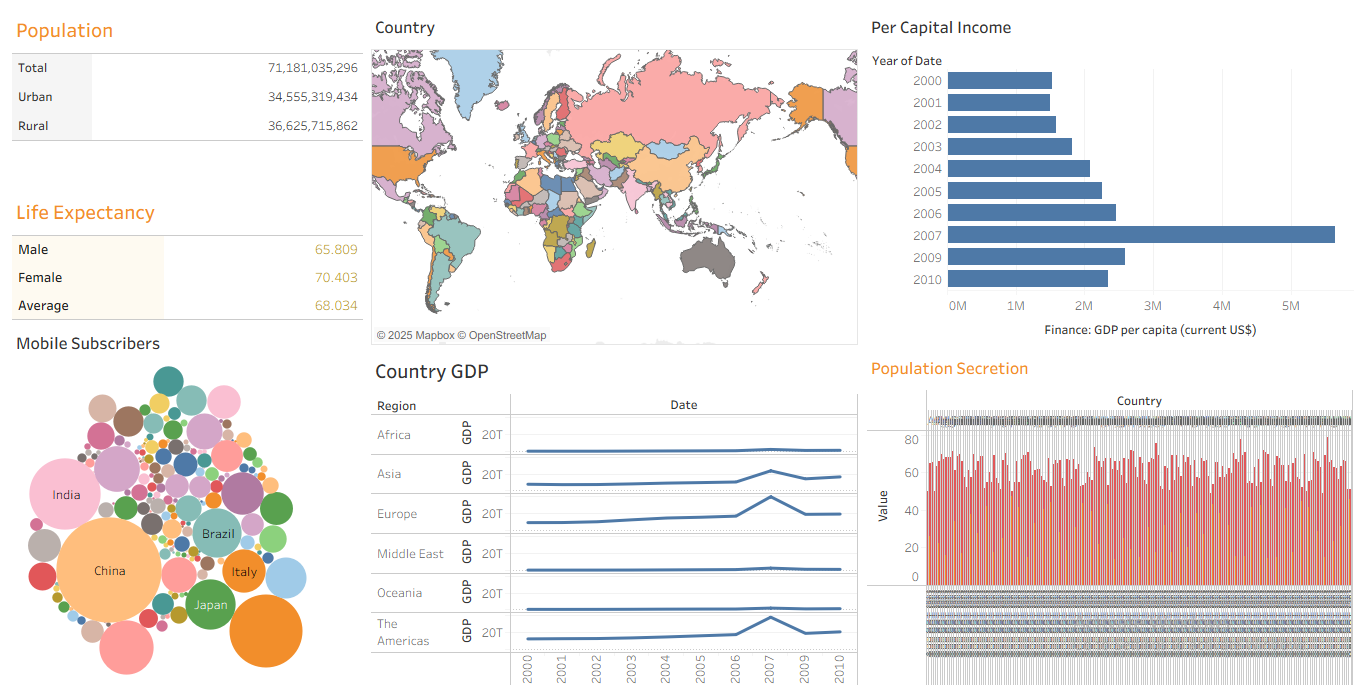 Population
Total 71,181,035,296
Urban 34,555,319,434
Rural 36,625,715,862
Life Expectancy
Male 65.809
Female 70.403
Average 68.034
Mobile Subscribers
India
Brazil
China
Italy
Japan
Country
© 2025 Mapbox © OpenStreetMap
Country GDP
Region Date
Africa GDP 20T
Asia GDP 20T
Europe GDP 20T
Middle East GDP 20T
Oceania GDP 20T
The Americas GDP 20T
2000 2001 2002 2003 2004 2005 2006 2007 2009 2010
Per Capital Income
Year of Date
2000
2001
2002
2003
2004
2005
2006
2007
2009
2010
0M 1M 2M 3M 4M 5M
Finance: GDP per capita (current US$)
Population Secretion
Country
80
60
40
20
0
Value